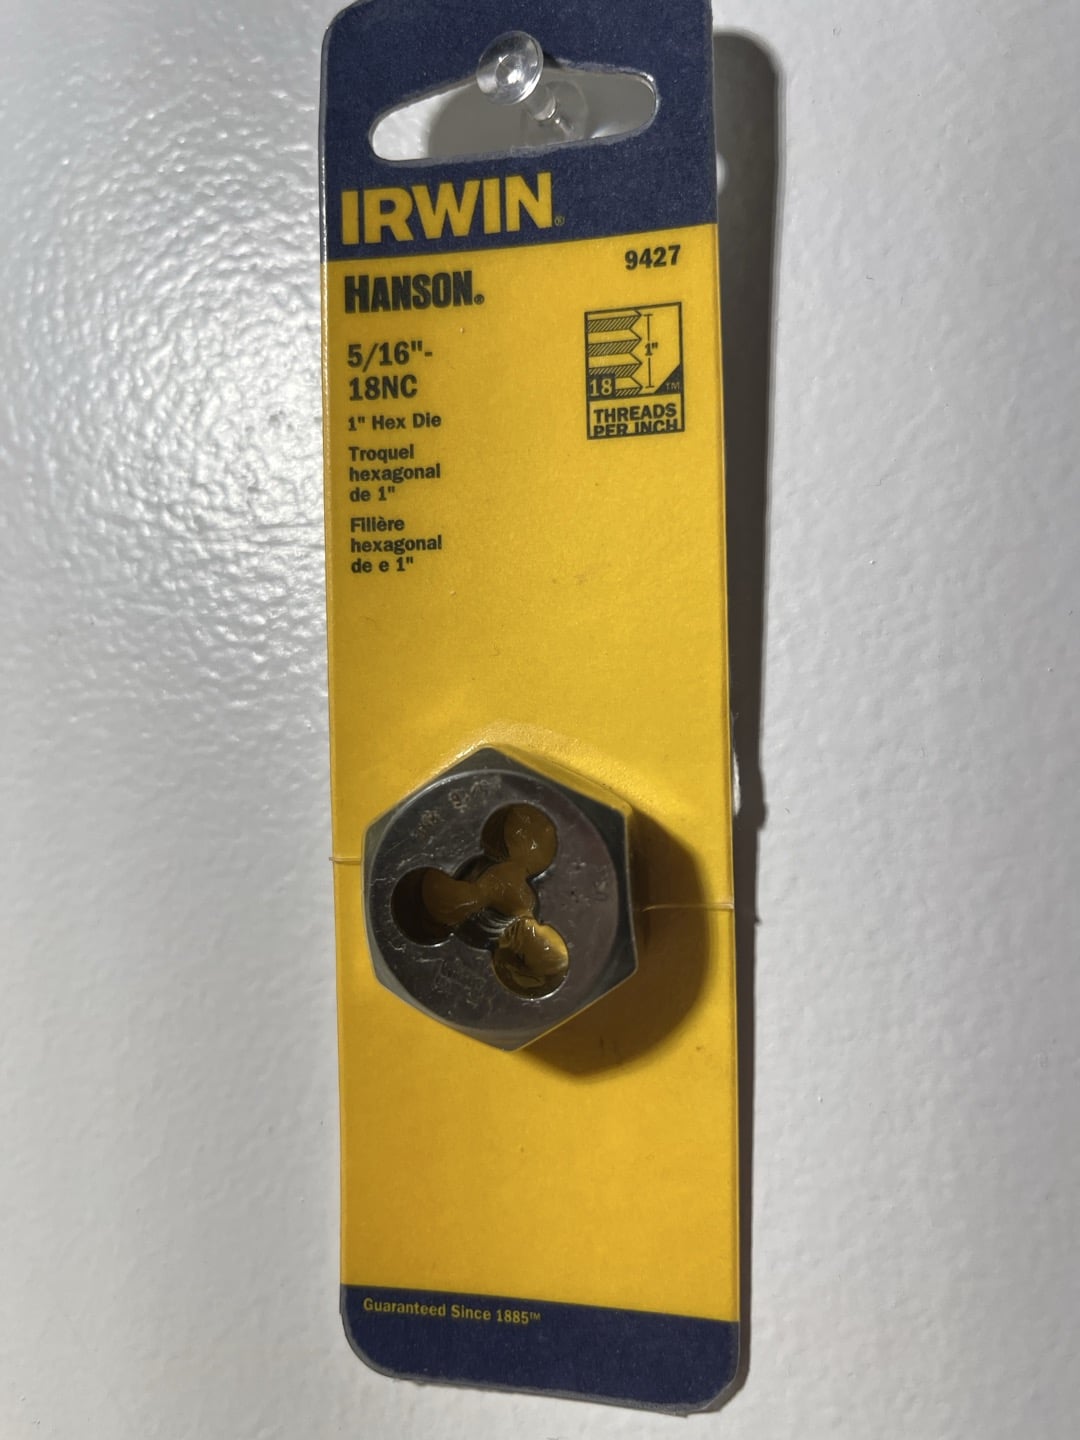 IRWIN®
9427
HANSON®
5/16"-
18NC
1" Hex Die
Troquel
hexagonal
de 1"
Filière
hexagonal
de e 1"
1"
18
TM
THREADS
PER INCH
Guaranteed Since 1885™